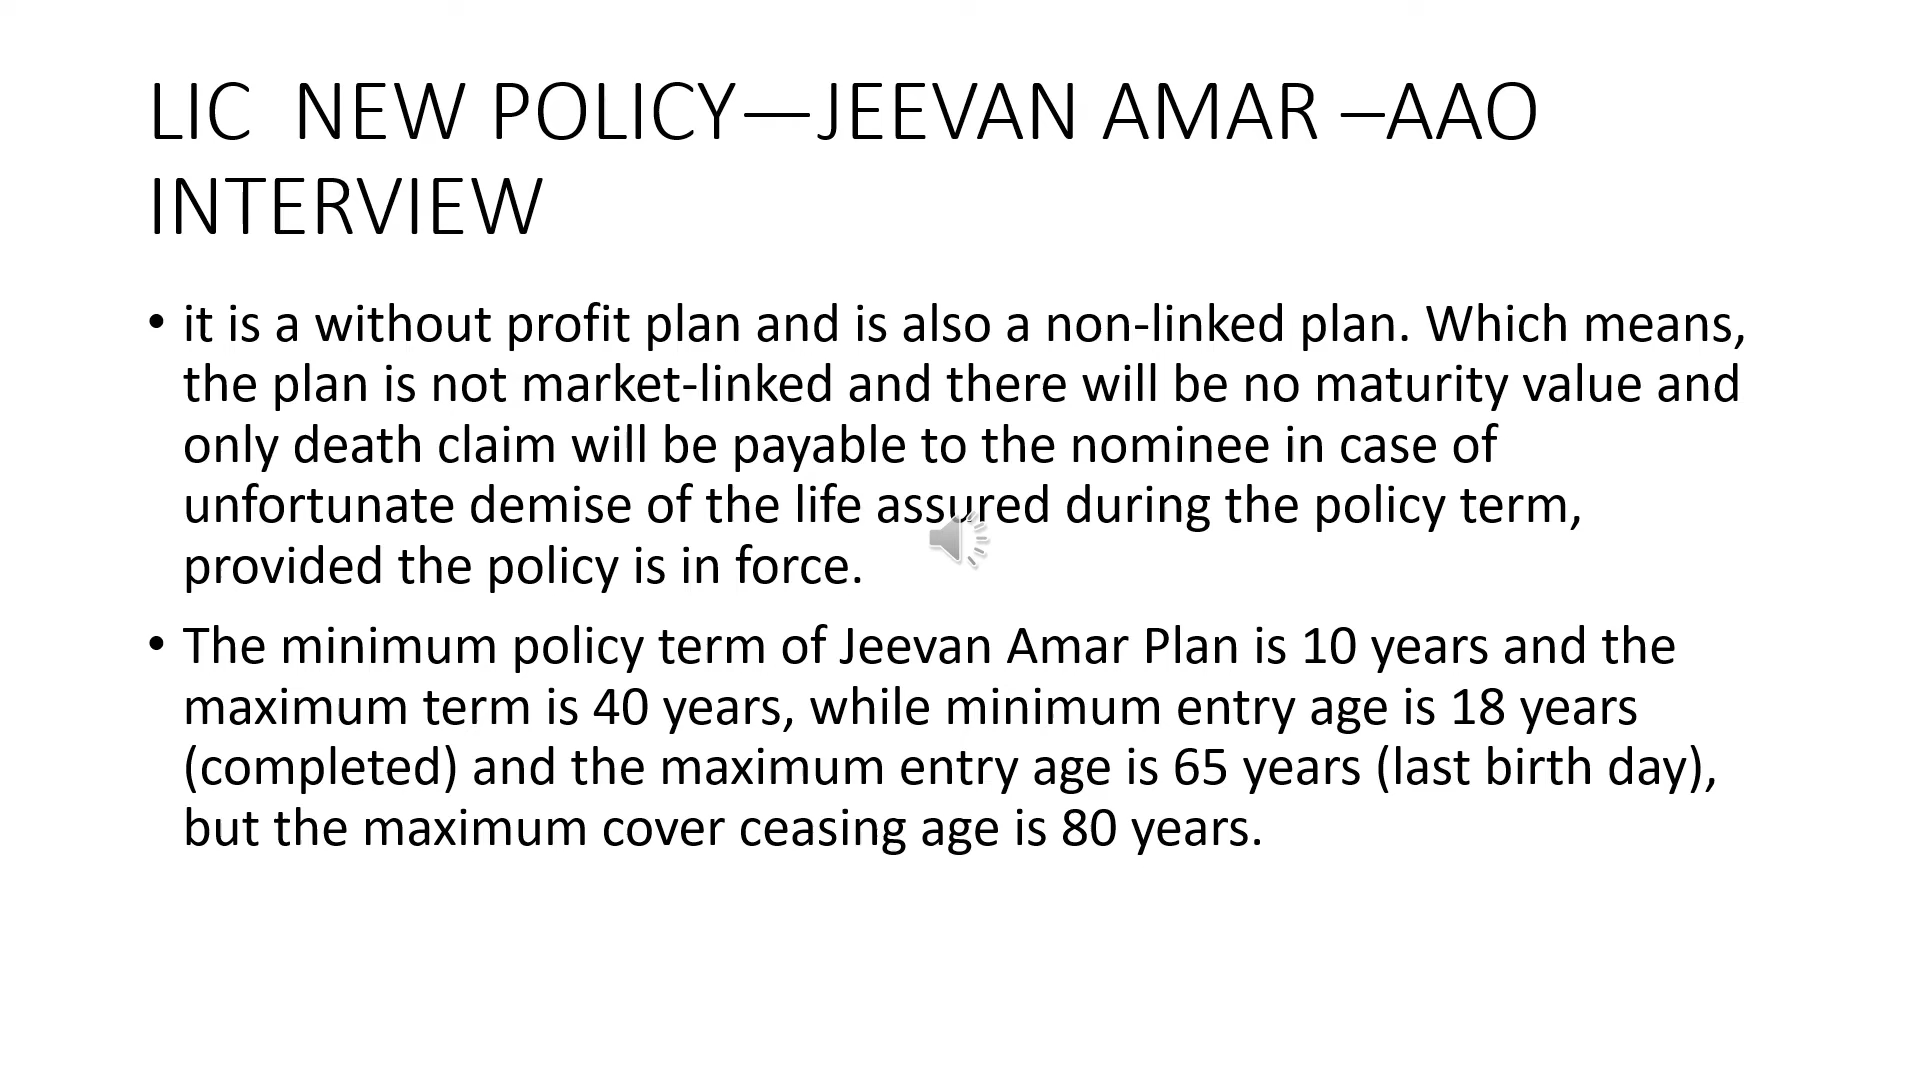 LIC  NEW POLICY—JEEVAN AMAR –AAO
INTERVIEW
• it is a without profit plan and is also a non-linked plan. Which means,
the plan is not market-linked and there will be no maturity value and
only death claim will be payable to the nominee in case of
unfortunate demise of the life assured during the policy term,
provided the policy is in force.
• The minimum policy term of Jeevan Amar Plan is 10 years and the
maximum term is 40 years, while minimum entry age is 18 years
(completed) and the maximum entry age is 65 years (last birth day),
but the maximum cover ceasing age is 80 years.